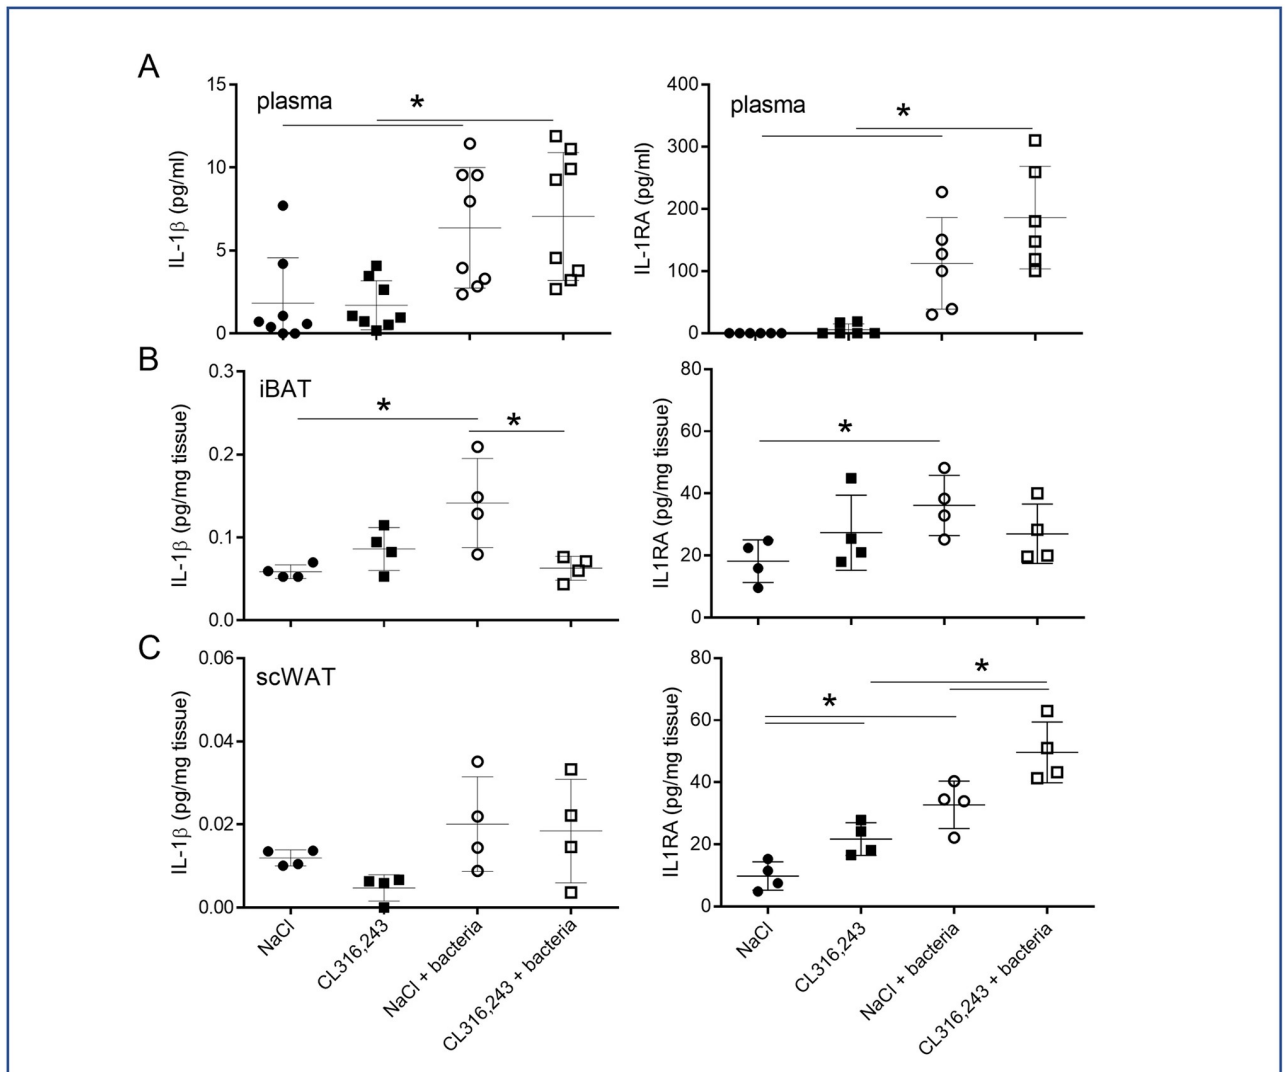 A
plasma
*
IL-1β (pg/ml)
15
10
5
0
plasma
*
IL-1RA (pg/ml)
400
300
200
100
0
B
iBAT
*
*
IL-1β (pg/mg tissue)
0.3
0.2
0.1
0.0
*
IL1RA (pg/mg tissue)
80
60
40
20
0
C
scWAT
IL-1β (pg/mg tissue)
0.06
0.04
0.02
0.00
NaCl
CL316,243
NaCl + bacteria
CL316,243 + bacteria
*
*
IL1RA (pg/mg tissue)
80
60
40
20
0
NaCl
CL316,243
NaCl + bacteria
CL316,243 + bacteria